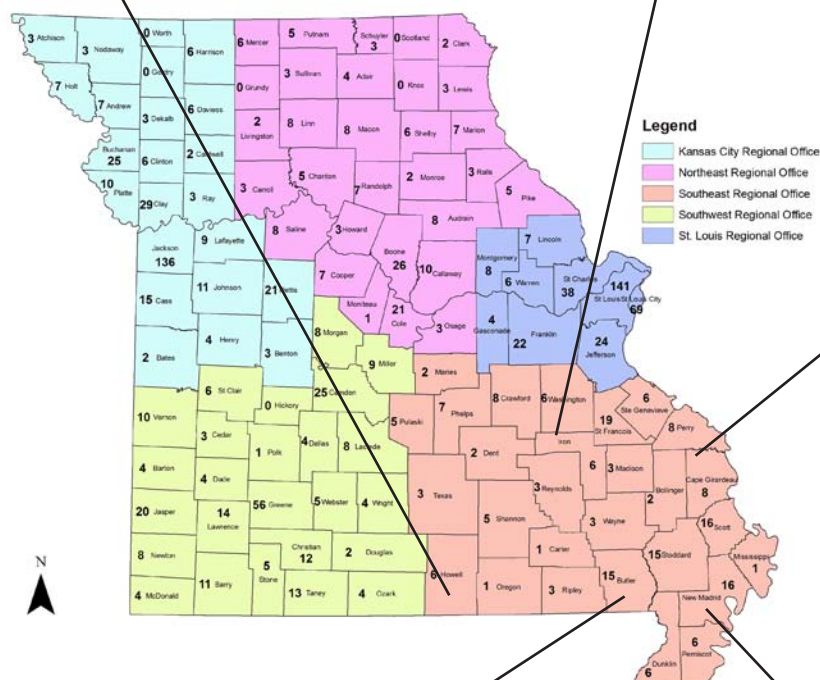 3 Atchison
3 Nodaway
0 Worth
6 Harrison
6 Mercer
5 Putnam
Schuyler
3
0 Scotland
2 Clark
7 Holt
0 Gentry
0 Grundy
3 Sullivan
4 Adair
0 Knox
3 Lewis
7 Andrew
3 Dekalb
6 Daviess
2
Livingston
8 Linn
8 Macon
6 Shelby
7 Marion
Buchanan
25
6 Clinton
2 Caldwell
10
Platte
29 Clay
3 Ray
3 Carroll
5 Chariton
7 Randolph
2 Monroe
3 Ralls
5
Pike
8
Audrain
Legend
Kansas City Regional Office
Northeast Regional Office
Southeast Regional Office
Southwest Regional Office
St. Louis Regional Office
Jackson
136
9 Lafayette
8
Saline
3 Howard
Boone
26
10 Callaway
Montgomery
8
7
Lincoln
6 Warren
St Charles
38
141
St Louis
St Louis City
69
15 Cass
11 Johnson
21 Pettis
7 Cooper
Moniteau
1
21
Cole
3 Osage
4
Gasconade
22
Franklin
24
Jefferson
2 Bates
4 Henry
3 Benton
8 Morgan
9 Miller
25 Camden
2 Maries
6
St Clair
0 Hickory
10 Vernon
3 Cedar
1 Polk
4 Dallas
8 Laclede
5 Pulaski
7
Phelps
8 Crawford
6 Washington
19
St Francois
6
Ste Genevieve
8 Perry
Iron
6
2 Dent
3 Reynolds
3 Madison
2
Bolinger
Cape Girardeau
8
4 Barton
4 Dade
56 Greene
5 Webster
4 Wright
3 Texas
20 Jasper
14
Lawrence
5 Shannon
3 Wayne
16 Scott
Mississippi
1
8 Newton
5
Stone
Christian
12
2 Douglas
1 Carter
15 Stoddard
N
4 McDonald
11 Barry
13 Taney
4 Ozark
6 Howell
1 Oregon
3 Ripley
15
Butler
16
New Madrid
6
Pemiscot
Dunklin
6